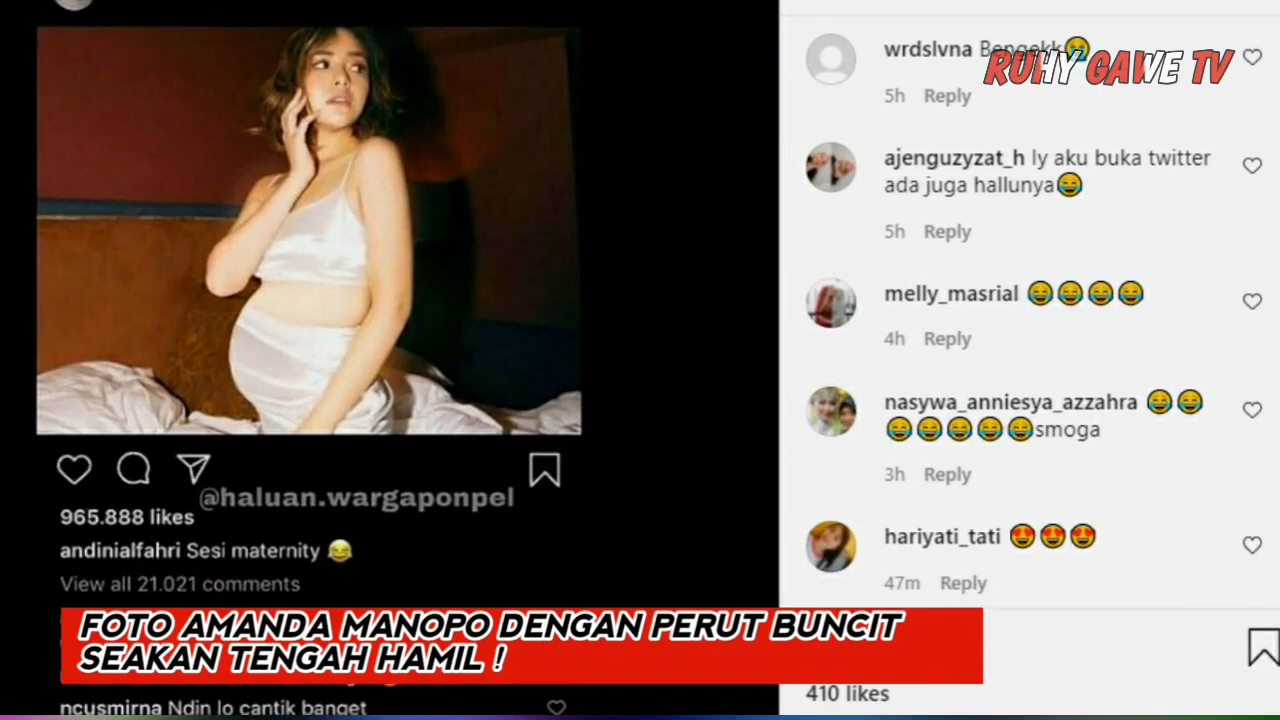 @haluan.wargaponpel
965.888 likes
andinialfahri Sesi maternity 😂
View all 21.021 comments
ncusmirna Ndin lo cantik banget
FOTO AMANDA MANOPO DENGAN PERUT BUNCIT
SEAKAN TENGAH HAMIL !
wrdslvna Bengekk😂
RUHY GAWE TV
5h Reply
ajenguzyzat_h Iy aku buka twitter
ada juga hallunya😂
5h Reply
melly_masrial 😂😂😂😂
4h Reply
nasywa_anniesya_azzahra 😂😂
😂😂😂😂😂smoga
3h Reply
hariyati_tati 😍😍😍
47m Reply
410 likes